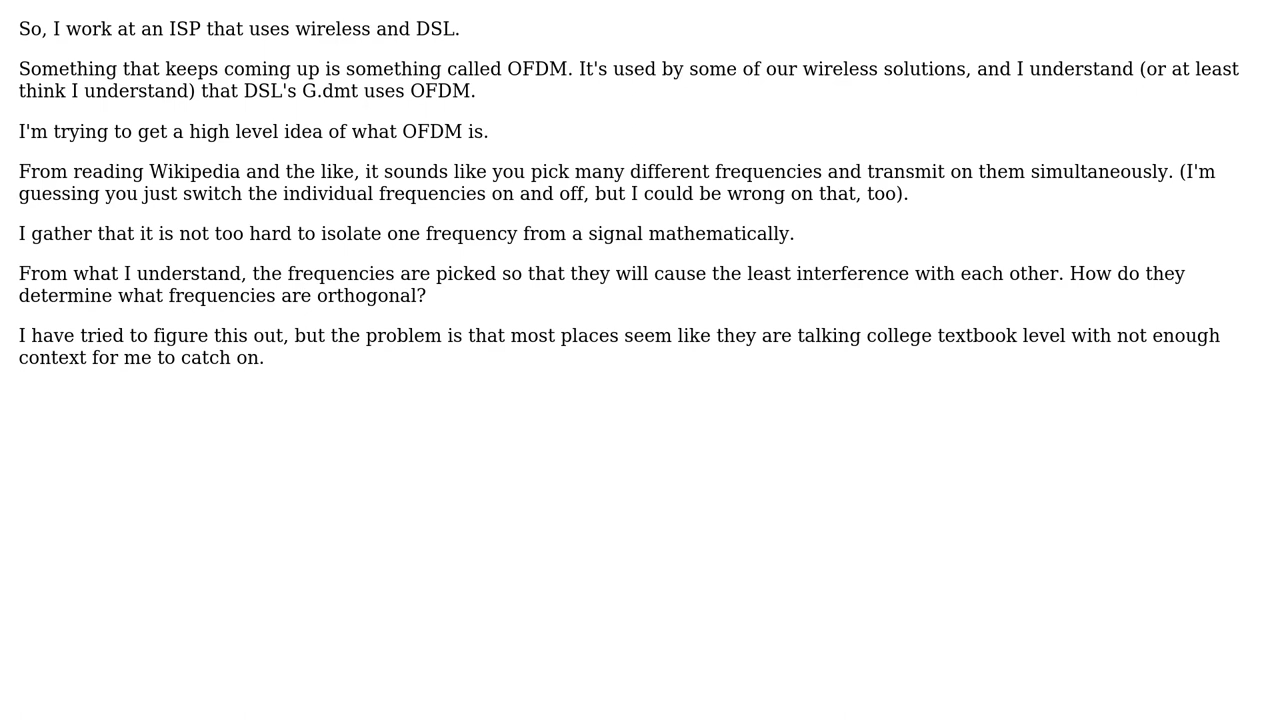 So, I work at an ISP that uses wireless and DSL.
Something that keeps coming up is something called OFDM. It's used by some of our wireless solutions, and I understand (or at least
think I understand) that DSL's G.dmt uses OFDM.
I'm trying to get a high level idea of what OFDM is.
From reading Wikipedia and the like, it sounds like you pick many different frequencies and transmit on them simultaneously. (I'm
guessing you just switch the individual frequencies on and off, but I could be wrong on that, too).
I gather that it is not too hard to isolate one frequency from a signal mathematically.
From what I understand, the frequencies are picked so that they will cause the least interference with each other. How do they
determine what frequencies are orthogonal?
I have tried to figure this out, but the problem is that most places seem like they are talking college textbook level with not enough
context for me to catch on.